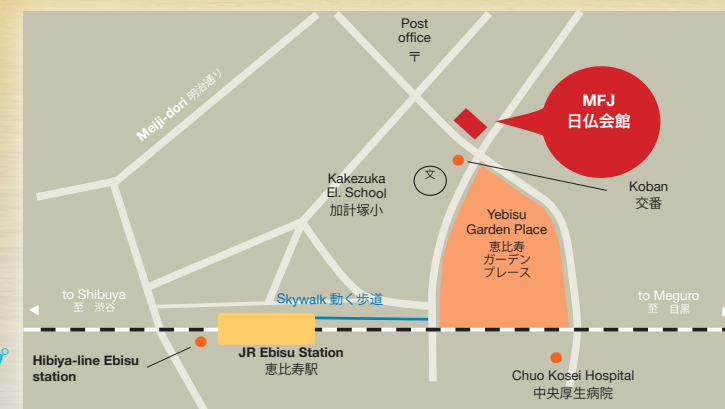 Post
office
〒
Meiji-dori 明治通り
MFJ
日仏会館
Kakezuka
El. School
加計塚小
文
Koban
交番
Yebisu
Garden Place
恵比寿
ガーデン
プレース
to Shibuya
至 渋谷
Skywalk 動く歩道
to Meguro
至 目黒
Hibiya-line Ebisu
station
JR Ebisu Station
恵比寿駅
Chuo Kosei Hospital
中央厚生病院